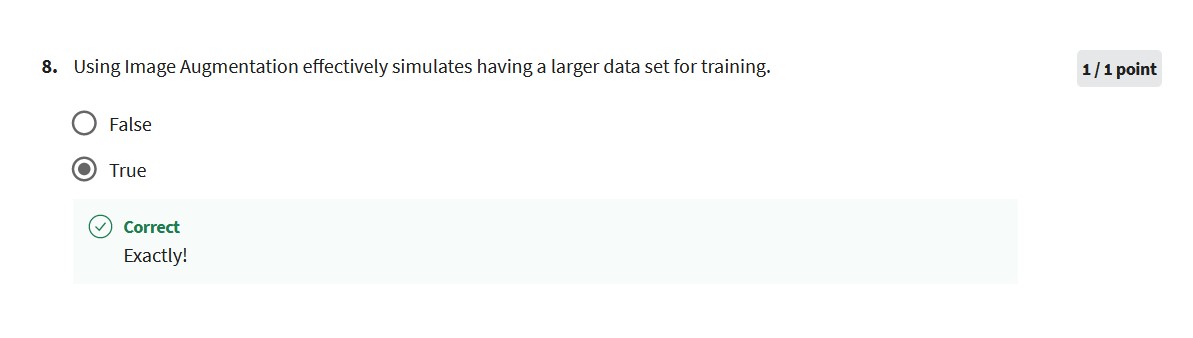 8. Using Image Augmentation effectively simulates having a larger data set for training.
1 / 1 point
False
True
Correct
Exactly!